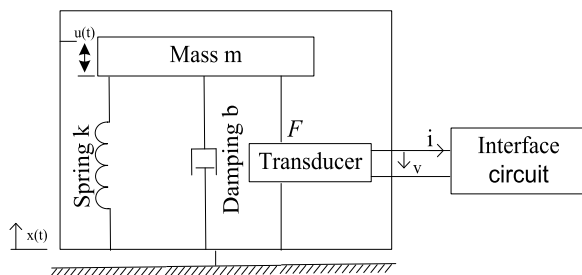 u(t)
Mass m
Spring k
Damping b
F
Transducer
i
v
Interface
circuit
x(t)